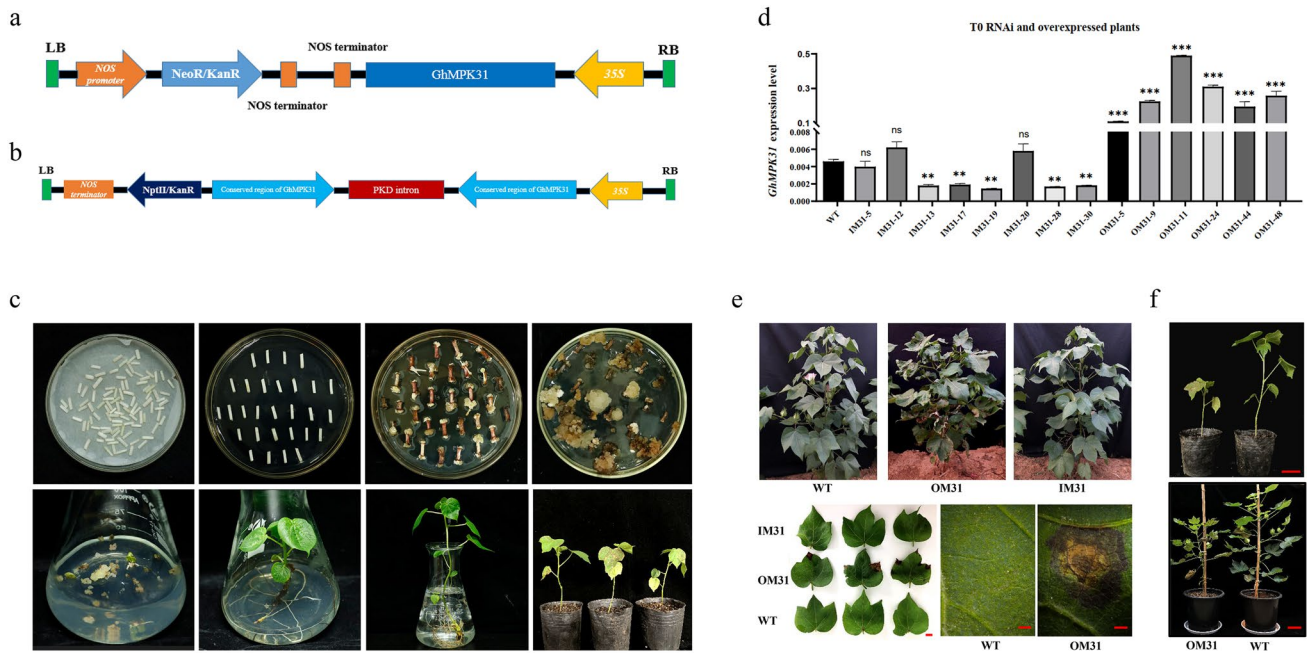 a
LB
NOS
promoter
NeoR/KanR
NOS terminator
NOS terminator
GhMPK31
35S
RB
b
LB
NOS
terminator
NptII/KanR
Conserved region of GhMPK31
PKD intron
Conserved region of GhMPK31
35S
RB
c
d
T0 RNAi and overexpressed plants
GhMPK31 expression level
0.5
0.3
0.1
0.008
0.006
0.004
0.002
0.000
ns
ns
**
**
**
ns
**
**
***
***
***
***
***
***
WT
IM31-5
IM31-12
IM31-13
IM31-17
IM31-19
IM31-20
IM31-28
IM31-30
OM31-5
OM31-9
OM31-11
OM31-24
OM31-44
OM31-48
e
WT
OM31
IM31
IM31
OM31
WT
WT
OM31
f
OM31
WT